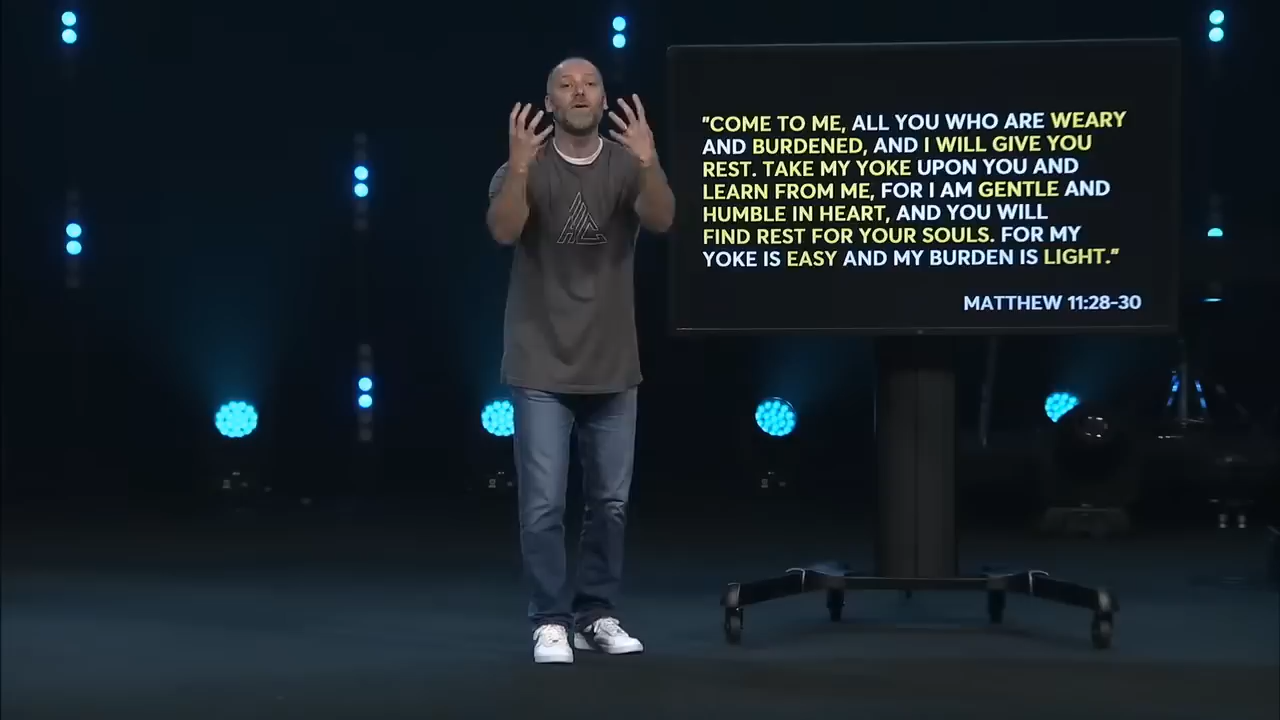 "COME TO ME, ALL YOU WHO ARE WEARY
AND BURDENED, AND I WILL GIVE YOU
REST. TAKE MY YOKE UPON YOU AND
LEARN FROM ME, FOR I AM GENTLE AND
HUMBLE IN HEART, AND YOU WILL
FIND REST FOR YOUR SOULS. FOR MY
YOKE IS EASY AND MY BURDEN IS LIGHT."
MATTHEW 11:28-30